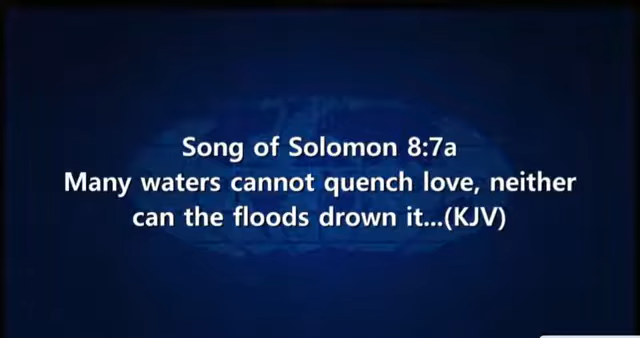 Song of Solomon 8:7a
Many waters cannot quench love, neither
can the floods drown it...(KJV)